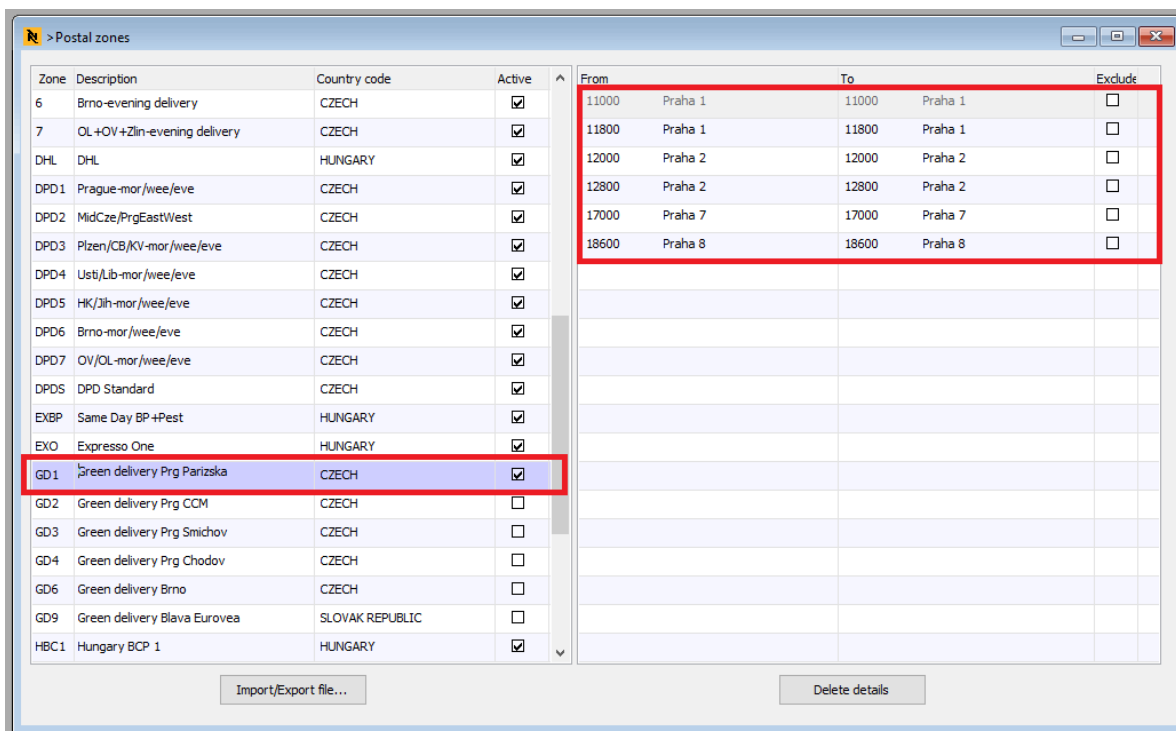 >Postal zones
Zone Description Country code Active
6 Brno-evening delivery CZECH
7 OL+OV+Zlin-evening delivery CZECH
DHL DHL HUNGARY
DPD1 Prague-mor/wee/eve CZECH
DPD2 MidCze/PrgEastWest CZECH
DPD3 Plzen/CB/KV-mor/wee/eve CZECH
DPD4 Usti/Lib-mor/wee/eve CZECH
DPD5 HK/Jih-mor/wee/eve CZECH
DPD6 Brno-mor/wee/eve CZECH
DPD7 OV/OL-mor/wee/eve CZECH
DPDS DPD Standard CZECH
EXBP Same Day BP+Pest HUNGARY
EXO Expresso One HUNGARY
GD1 Green delivery Prg Parizska CZECH
GD2 Green delivery Prg CCM CZECH
GD3 Green delivery Prg Smichov CZECH
GD4 Green delivery Prg Chodov CZECH
GD6 Green delivery Brno CZECH
GD9 Green delivery Blava Eurovea SLOVAK REPUBLIC
HBC1 Hungary BCP 1 HUNGARY
Import/Export file...
From To Exclude
11000 Praha 1 11000 Praha 1
11800 Praha 1 11800 Praha 1
12000 Praha 2 12000 Praha 2
12800 Praha 2 12800 Praha 2
17000 Praha 7 17000 Praha 7
18600 Praha 8 18600 Praha 8
Delete details